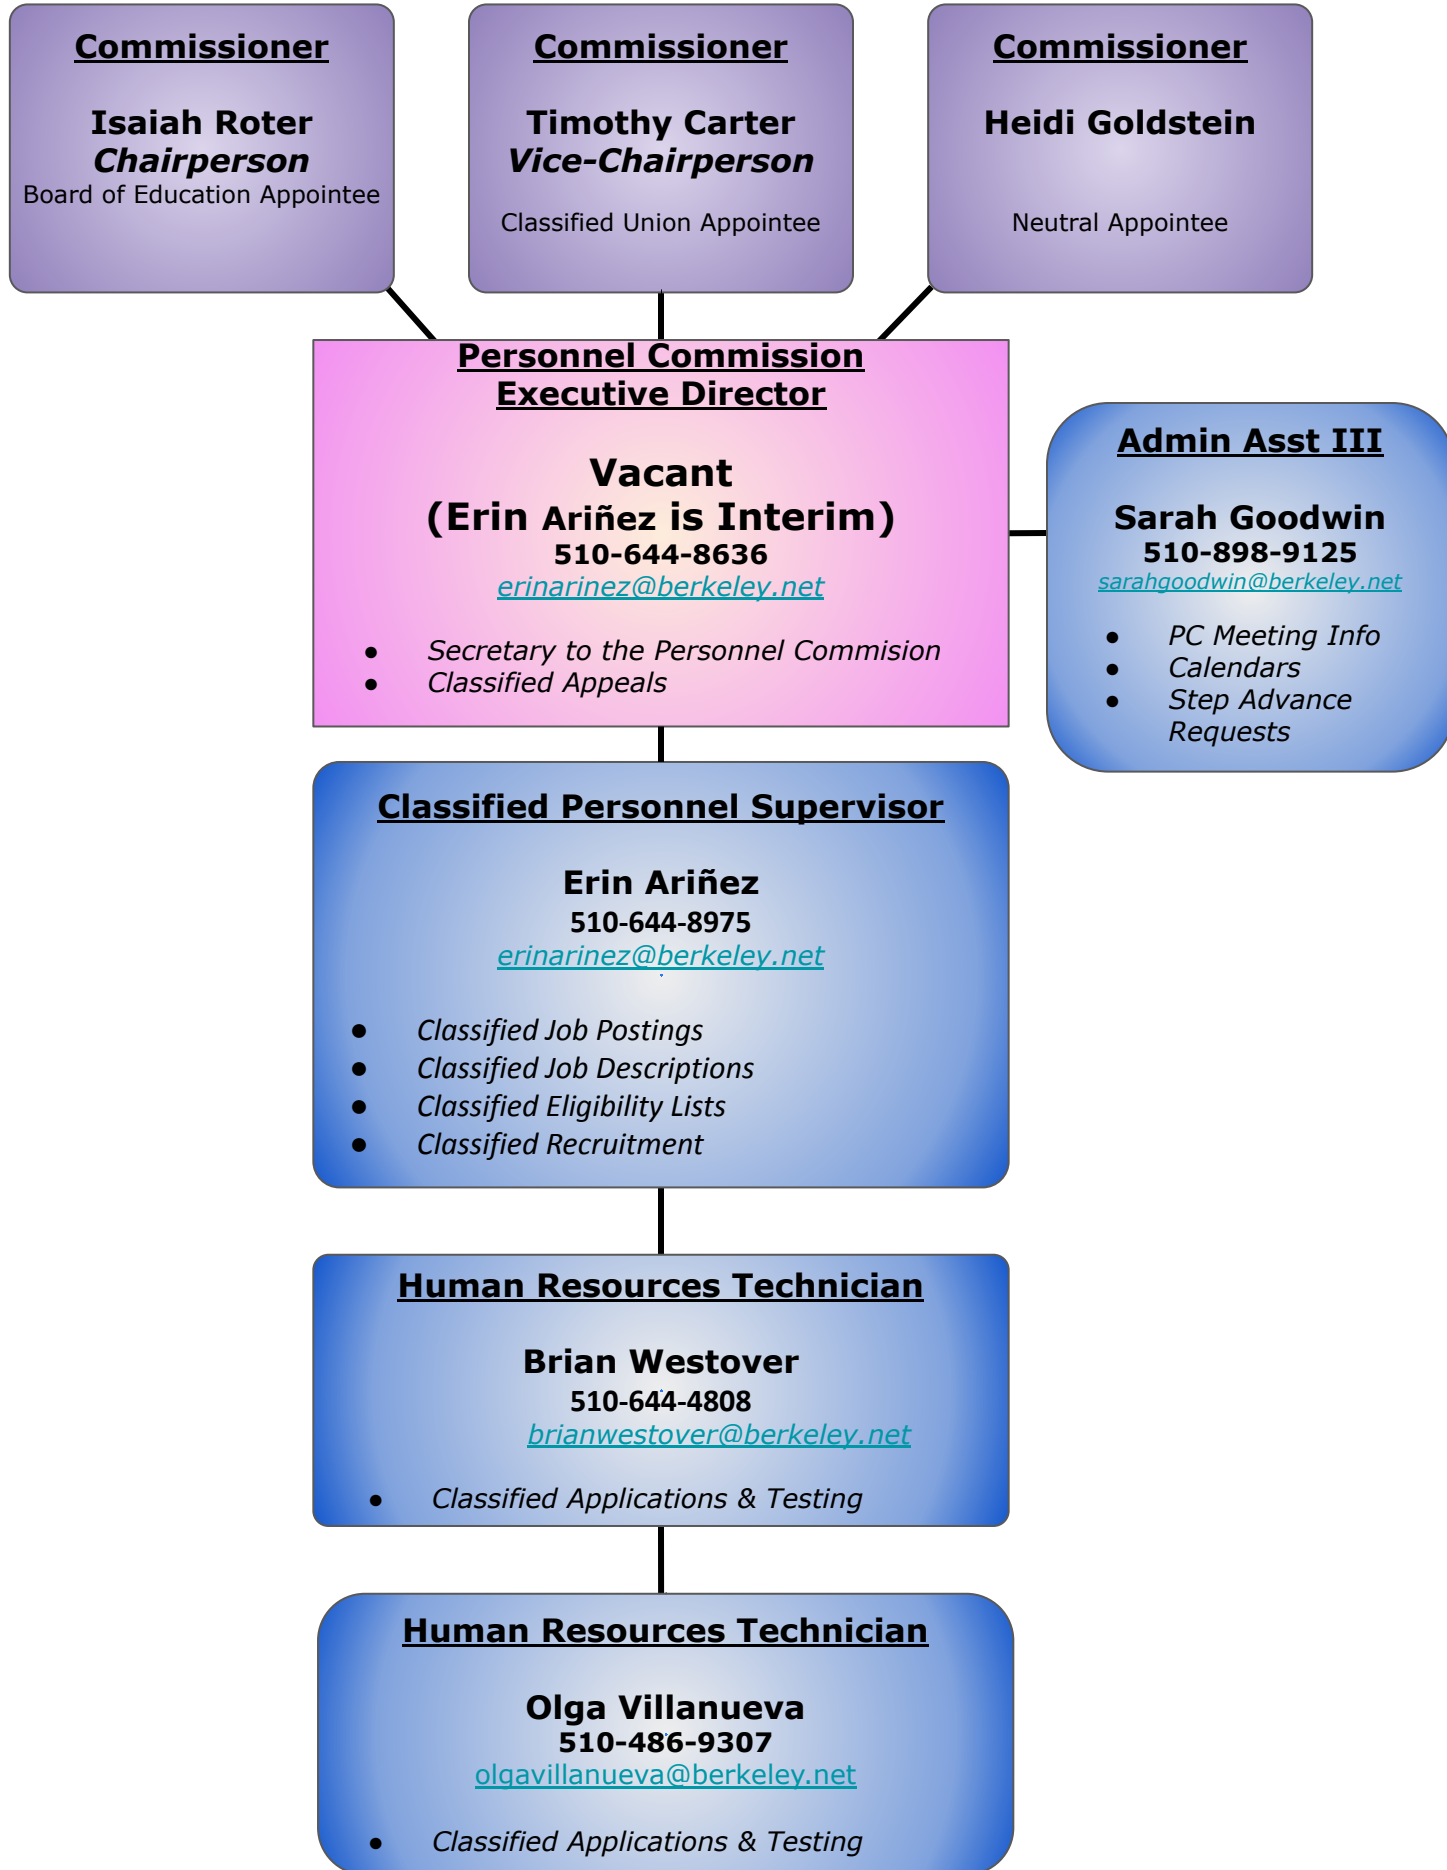 Commissioner
Isaiah Roter
Chairperson
Board of Education Appointee
Commissioner
Timothy Carter
Vice-Chairperson
Classified Union Appointee
Commissioner
Heidi Goldstein
Neutral Appointee
Personnel Commission
Executive Director
Vacant
(Erin Ariñez is Interim)
510-644-8636
erinarinez@berkeley.net
● Secretary to the Personnel Commision
● Classified Appeals
Admin Asst III
Sarah Goodwin
510-898-9125
sarahgoodwin@berkeley.net
● PC Meeting Info
● Calendars
● Step Advance
Requests
Classified Personnel Supervisor
Erin Ariñez
510-644-8975
erinarinez@berkeley.net
● Classified Job Postings
● Classified Job Descriptions
● Classified Eligibility Lists
● Classified Recruitment
Human Resources Technician
Brian Westover
510-644-4808
brianwestover@berkeley.net
● Classified Applications & Testing
Human Resources Technician
Olga Villanueva
510-486-9307
olgavillanueva@berkeley.net
● Classified Applications & Testing